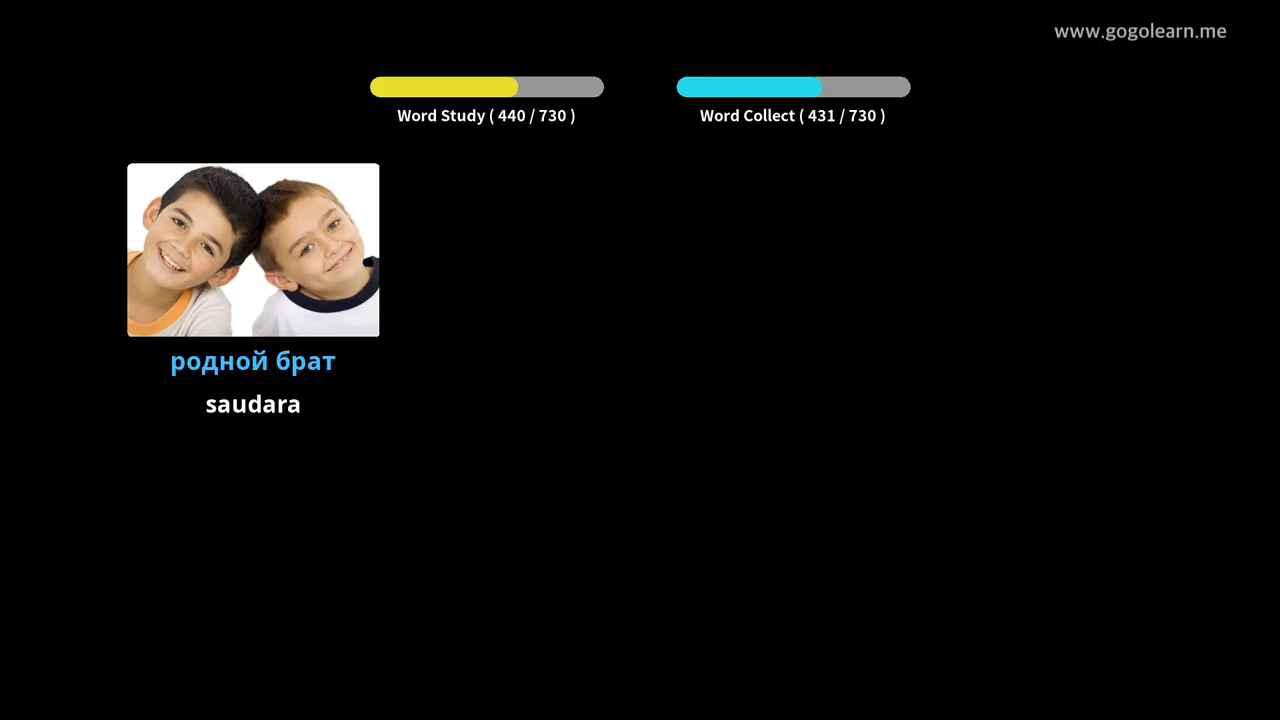 www.gogolearn.me
Word Study ( 440 / 730 )
Word Collect ( 431 / 730 )
родной брат
saudara